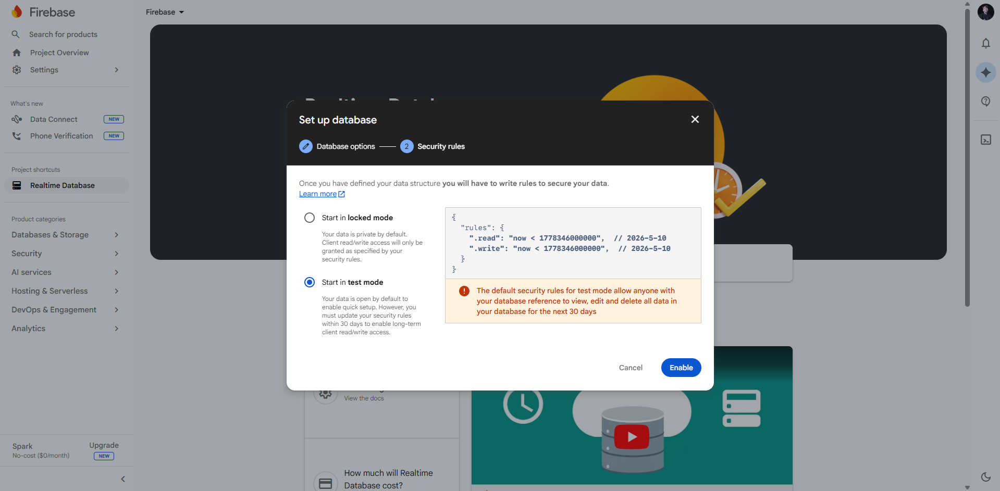 Firebase
Search for products
Project Overview
Settings
What's new
Data Connect NEW
Phone Verification NEW
Project shortcuts
Realtime Database
Product categories
Databases & Storage
Security
AI services
Hosting & Serverless
DevOps & Engagement
Analytics
Spark
No-cost ($0/month)
Upgrade
NEW
Firebase
Set up database
Database options
2 Security rules
Once you have defined your data structure you will have to write rules to secure your data.
Learn more
Start in locked mode
Your data is private by default.
Client read/write access will only be
granted as specified by your
security rules.
Start in test mode
Your data is open by default to
enable quick setup. However, you
must update your security rules
within 30 days to enable long-term
client read/write access.
{
"rules": {
".read": "now < 1778346000000", // 2026-5-10
".write": "now < 1778346000000", // 2026-5-10
}
}
The default security rules for test mode allow anyone with
your database reference to view, edit and delete all data in
your database for the next 30 days
Cancel
Enable
View the docs
How much will Realtime
Database cost?